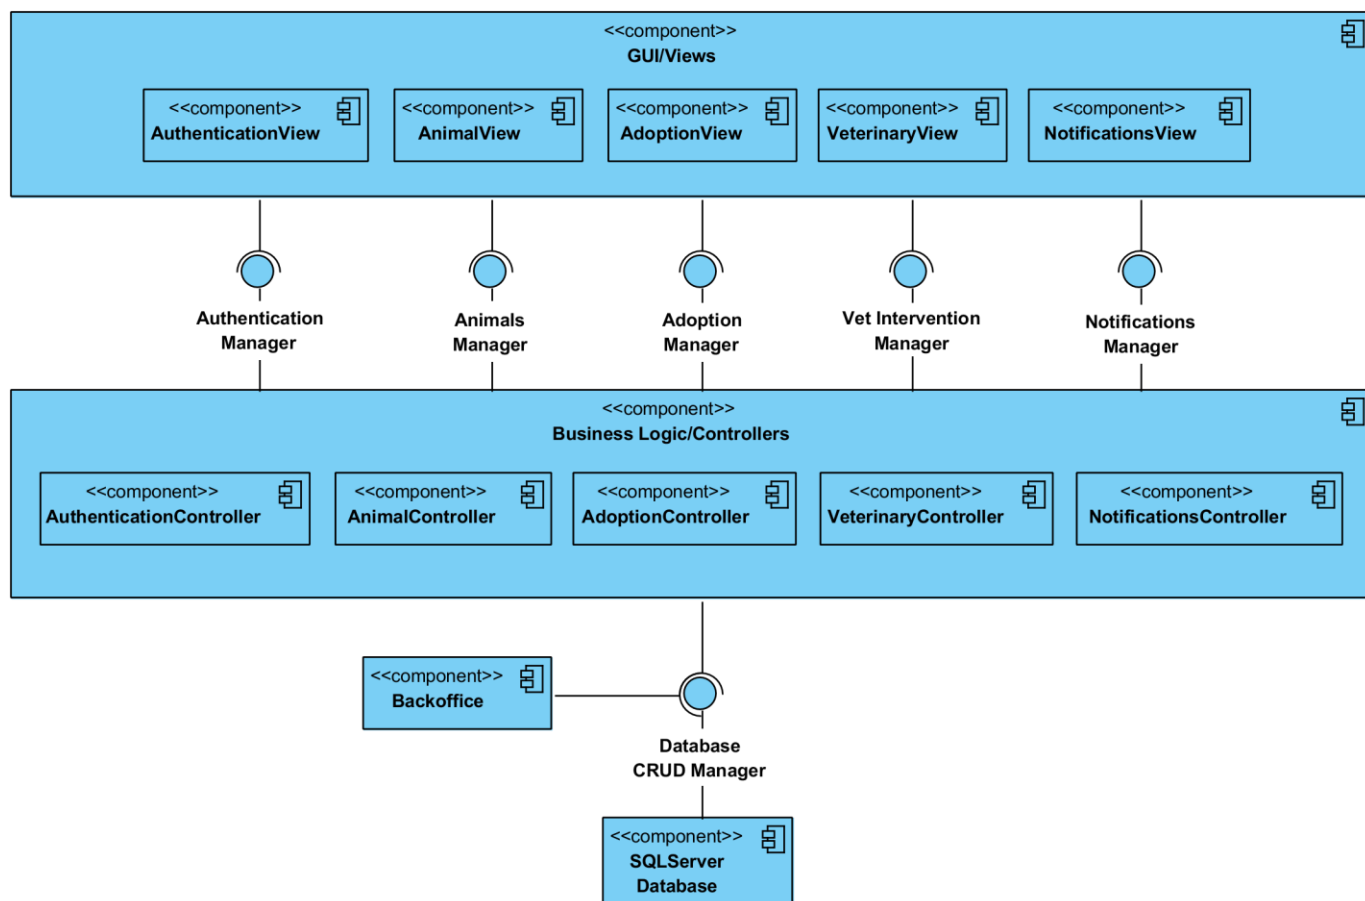 <<component>>
GUI/Views
<<component>>
AuthenticationView
<<component>>
AnimalView
<<component>>
AdoptionView
<<component>>
VeterinaryView
<<component>>
NotificationsView
Authentication
Manager
Animals
Manager
Adoption
Manager
Vet Intervention
Manager
Notifications
Manager
<<component>>
Business Logic/Controllers
<<component>>
AuthenticationController
<<component>>
AnimalController
<<component>>
AdoptionController
<<component>>
VeterinaryController
<<component>>
NotificationsController
<<component>>
Backoffice
Database
CRUD Manager
<<component>>
SQLServer
Database